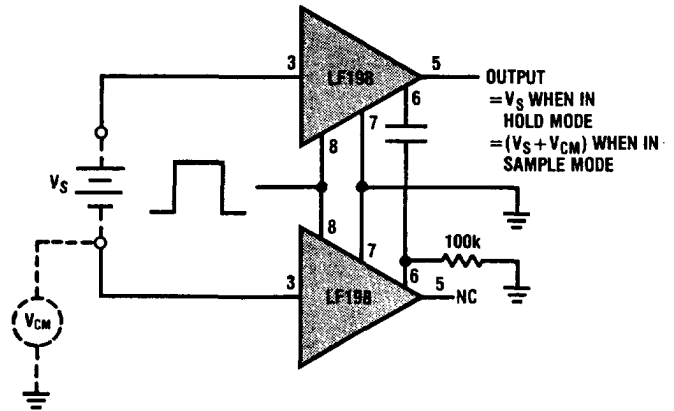 3
LF198
5
OUTPUT
= VS WHEN IN
HOLD MODE
= (VS + VCM) WHEN IN
SAMPLE MODE
6
7
8
VS
8
7
100k
6
3
LF198
5
NC
VCM